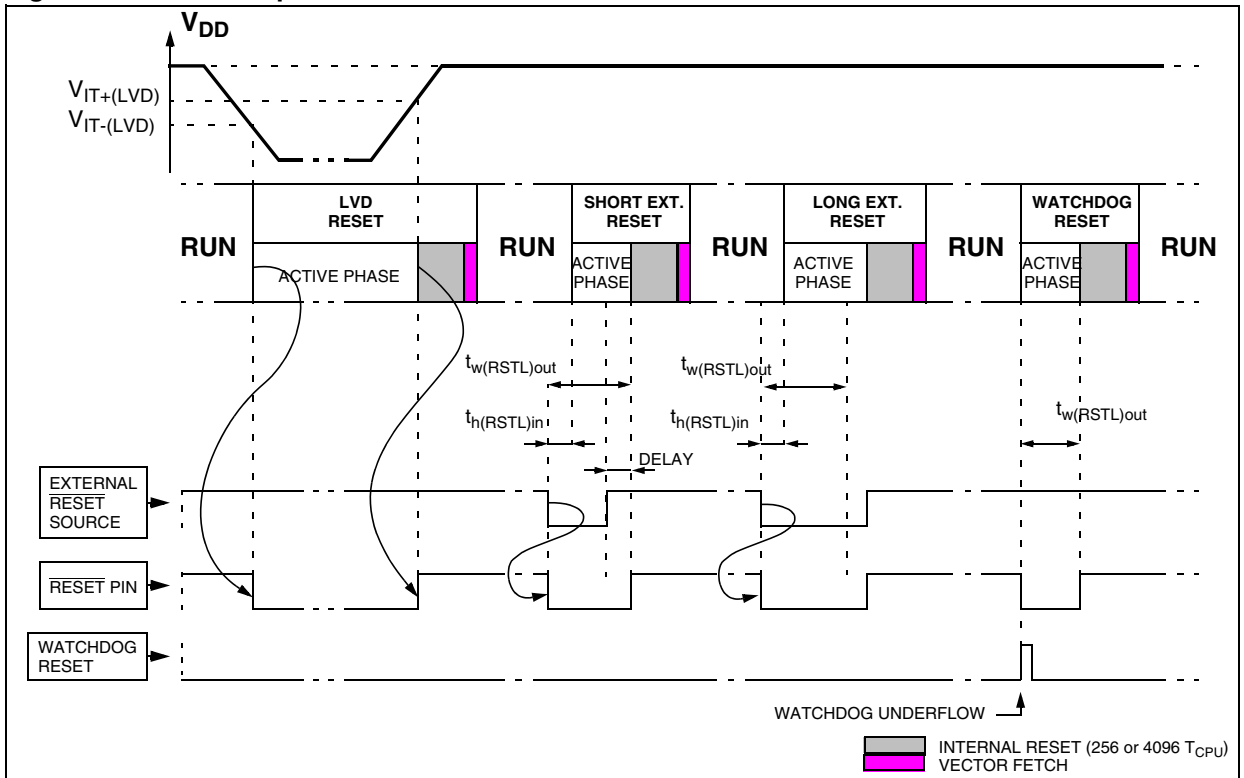 VDD
VIT+(LVD)
VIT-(LVD)
LVD
RESET
SHORT EXT.
RESET
LONG EXT.
RESET
WATCHDOG
RESET
RUN
RUN
RUN
RUN
RUN
ACTIVE PHASE
ACTIVE
PHASE
ACTIVE
PHASE
ACTIVE
PHASE
tw(RSTL)out
tw(RSTL)out
tw(RSTL)out
th(RSTL)in
th(RSTL)in
DELAY
EXTERNAL
RESET
SOURCE
RESET PIN
WATCHDOG
RESET
WATCHDOG UNDERFLOW
INTERNAL RESET (256 or 4096 TCPU)
VECTOR FETCH